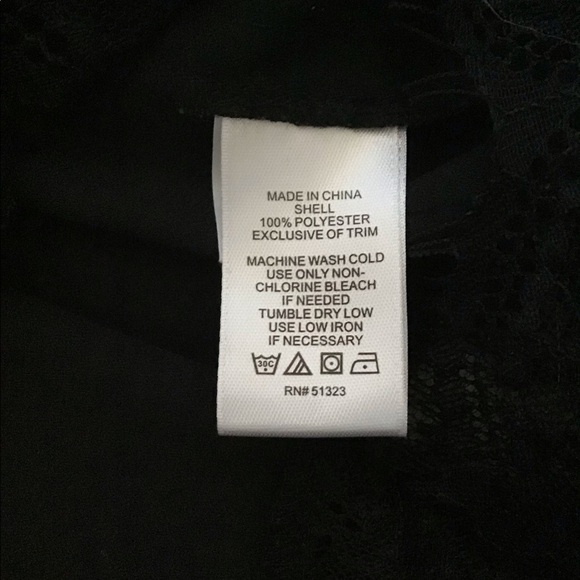 MADE IN CHINA
SHELL
100% POLYESTER
EXCLUSIVE OF TRIM
MACHINE WASH COLD
USE ONLY NON-
CHLORINE BLEACH
IF NEEDED
TUMBLE DRY LOW
USE LOW IRON
IF NECESSARY
30C
RN# 51323